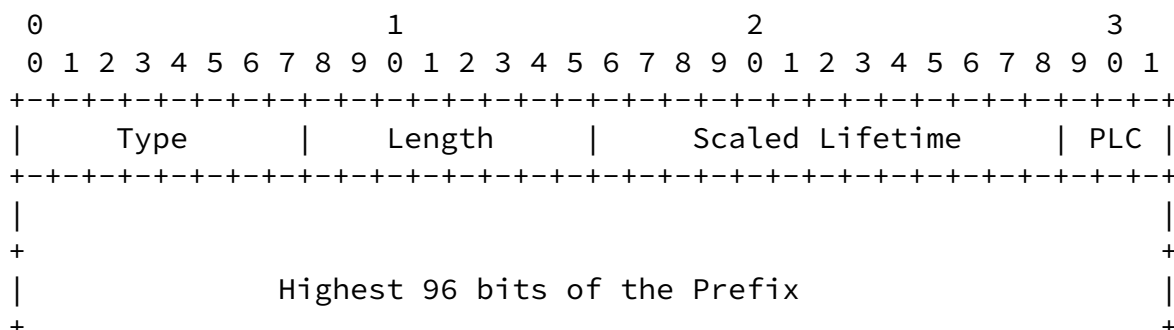 0                   1                   2                   3
 0 1 2 3 4 5 6 7 8 9 0 1 2 3 4 5 6 7 8 9 0 1 2 3 4 5 6 7 8 9 0 1
+-+-+-+-+-+-+-+-+-+-+-+-+-+-+-+-+-+-+-+-+-+-+-+-+-+-+-+-+-+-+-+-+
|     Type      |    Length     |     Scaled Lifetime     | PLC |
+-+-+-+-+-+-+-+-+-+-+-+-+-+-+-+-+-+-+-+-+-+-+-+-+-+-+-+-+-+-+-+-+
|                                                               |
+                                                               +
|              Highest 96 bits of the Prefix                    |
+                                                               +